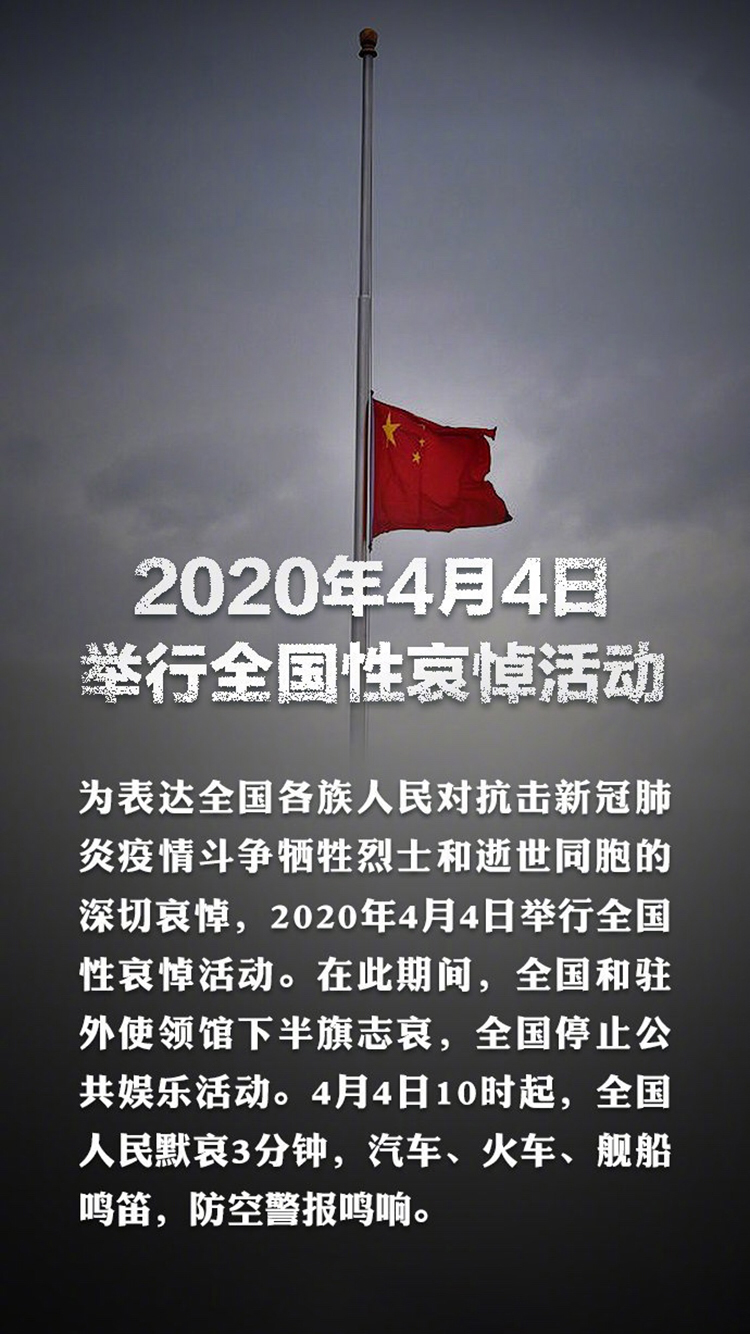 2020年4月4日
举行全国性哀悼活动
为表达全国各族人民对抗击新冠肺
炎疫情斗争牺牲烈士和逝世同胞的
深切哀悼，2020年4月4日举行全国
性哀悼活动。在此期间，全国和驻
外使领馆下半旗志哀，全国停止公
共娱乐活动。4月4日10时起，全国
人民默哀3分钟，汽车、火车、舰船
鸣笛，防空警报鸣响。